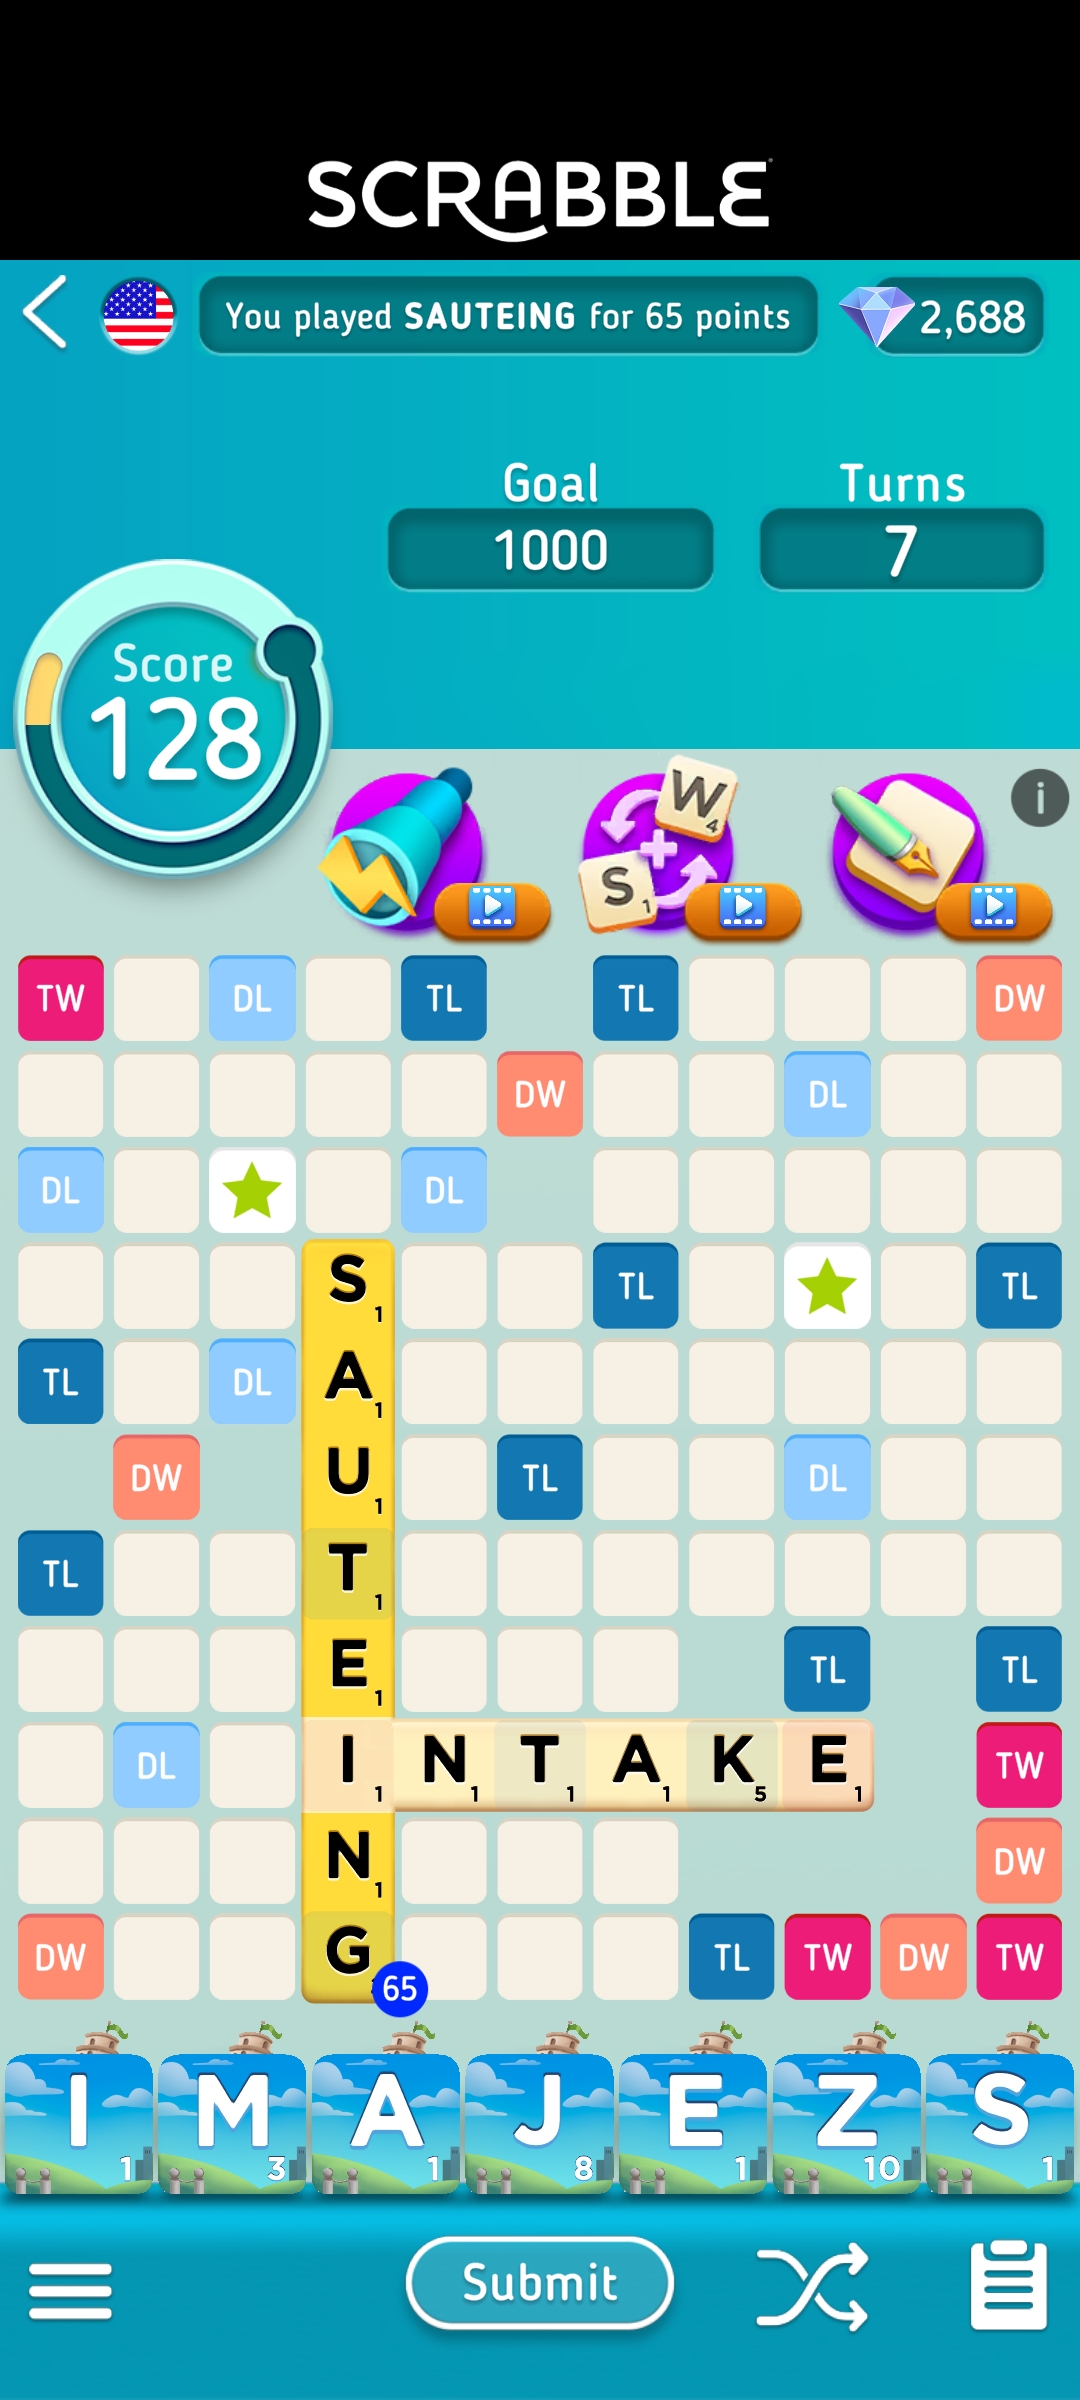 SCRABBLE
You played SAUTEING for 65 points
2,688
Goal
Turns
1000
7
Score
128
W 4
S 1
i
TW DL TL TL DW
DW DL
DL DL
S 1 TL TL
TL DL A 1
DW U 1 TL DL
TL T 1
E 1 TL TL
DL I 1 N 1 T 1 A 1 K 5 E 1 TW
N 1 DW
DW G 65 TL TW DW TW
I 1 M 3 A 1 J 8 E 1 Z 10 S 1
Submit